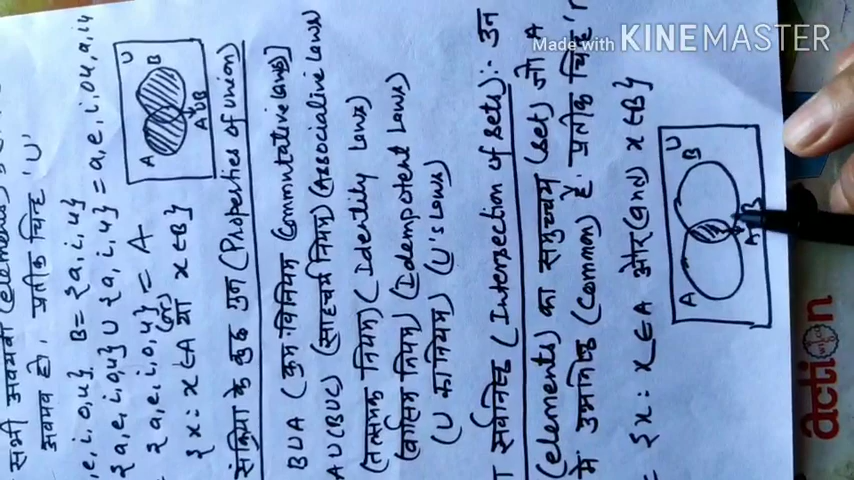 सभी अवयवों (elements)
अवयव हो। प्रतीक चिन्ह 'U'
e, i, o, u} B = {a, i, u}
{a, e, i, o, u} U {a, i, u} = a, e, i, o u, a, i u
{a, e, i, o, u} = A
(or)
{x: x ∈ A या x ∈ B}
U
A
B
A U B
संक्रिया के कुछ गुण (Properties of union)
B U A (क्रम-विनिमय Commutative laws)
A U (B U C) (साहचर्य नियम) (Associative laws)
(तत्समक नियम) (Identity laws)
(वर्गसम नियम) (Idempotent laws)
(U का नियम) (U's laws)
सर्वनिष्ठ (Intersection of sets):- उन
(elements) का समुच्चय (set) जो A
में उभयनिष्ठ (Common) है. प्रतीक चिन्ह '∩
= {x: x ∈ A और (and) x ∈ B}
U
A
B
Made with KINEMASTER
action